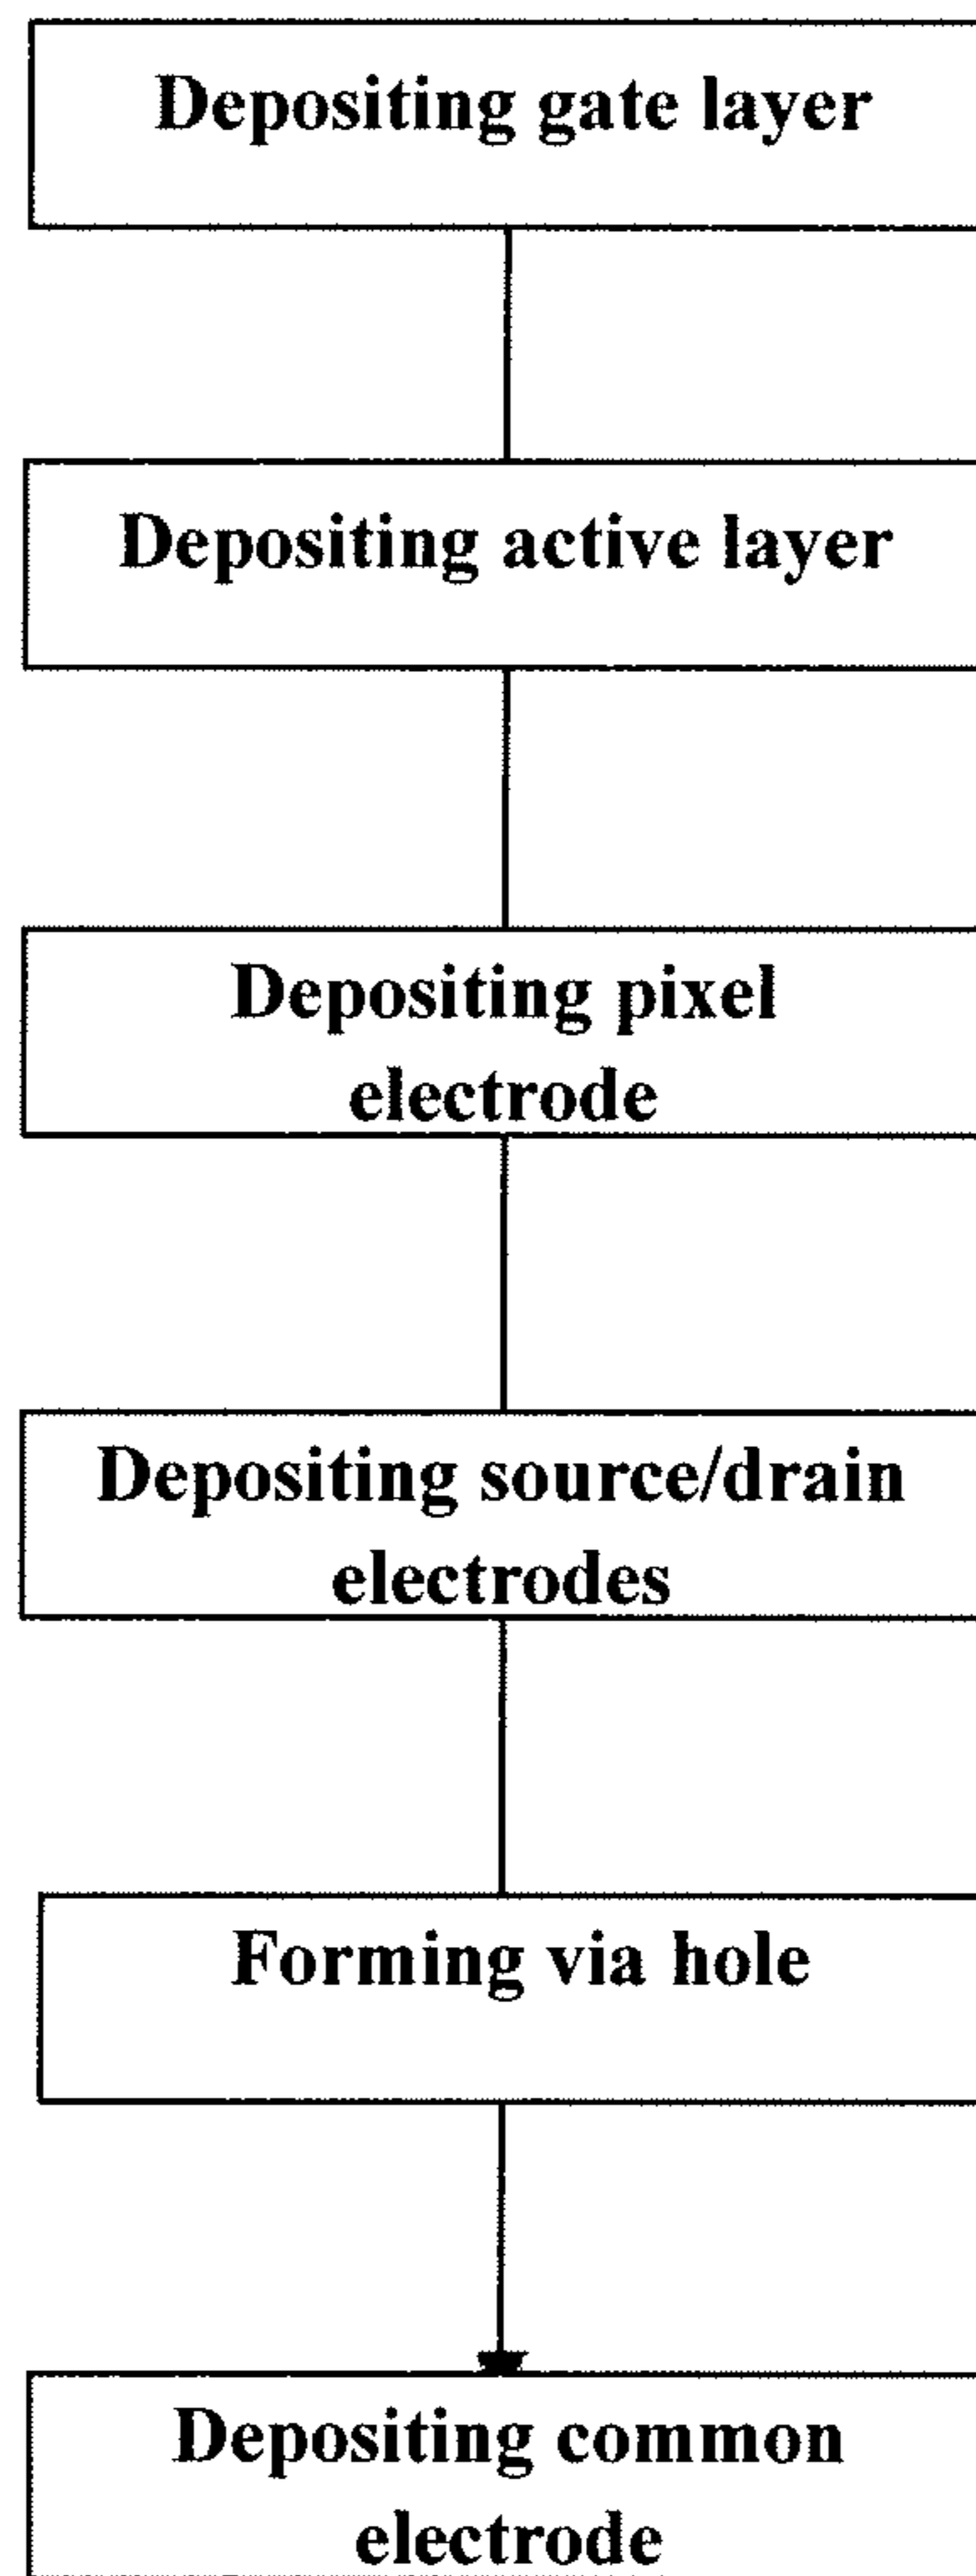 Depositing gate layer
Depositing active layer
Depositing pixel
electrode
Depositing source/drain
electrodes
Forming via hole
Depositing common
electrode